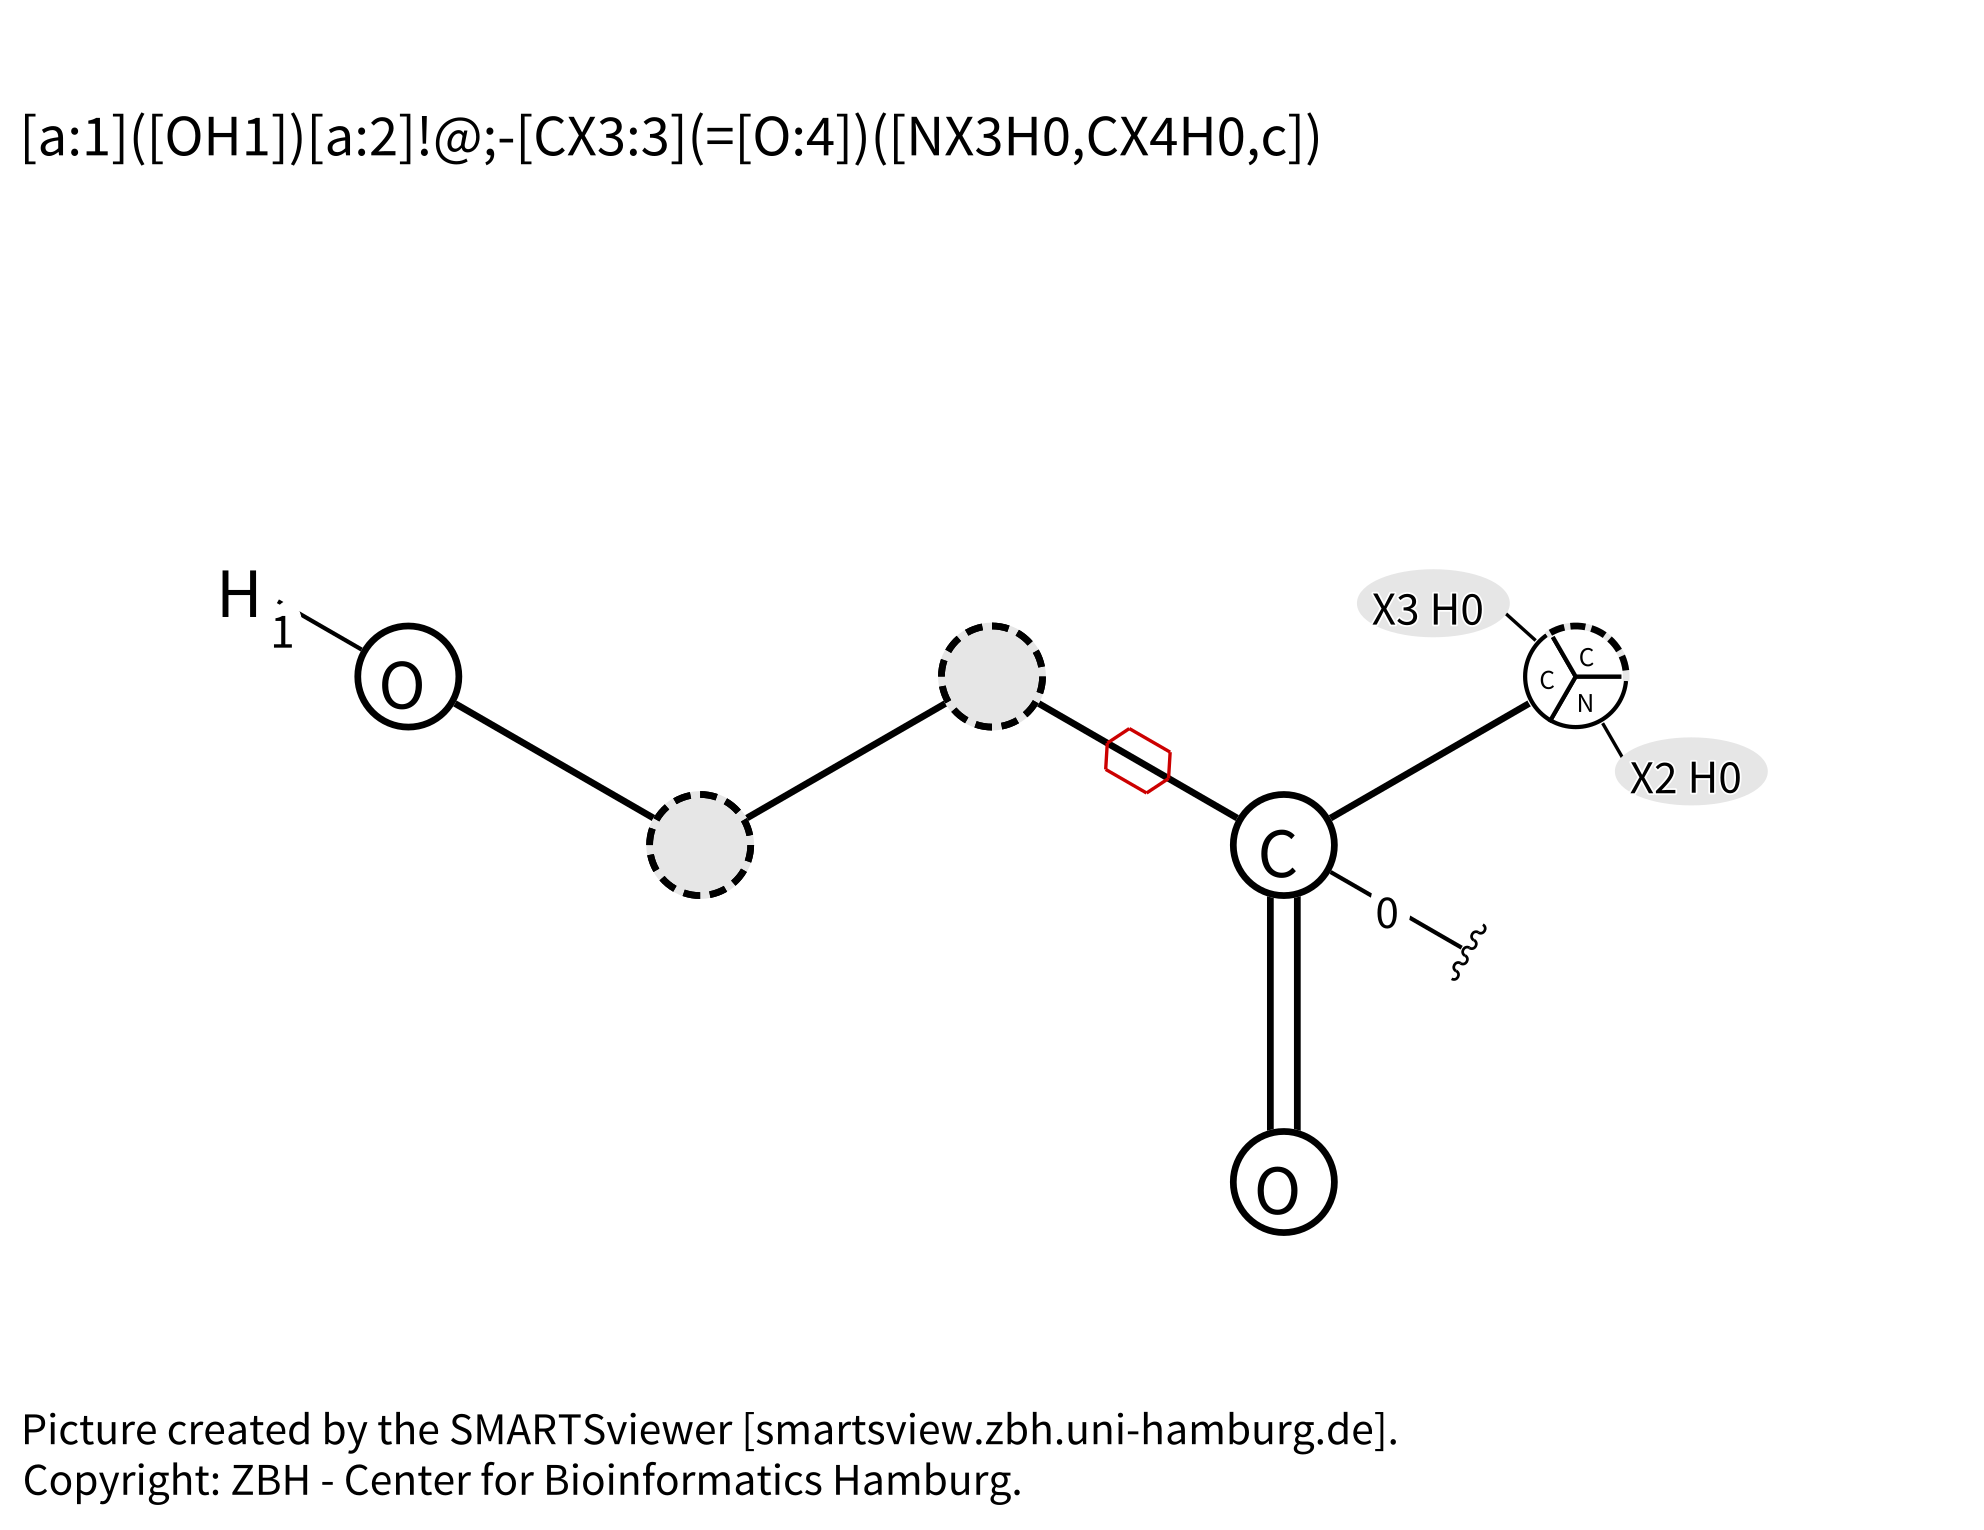 [a:1]([OH1])[a:2]!@;-[CX3:3](=[O:4])([NX3H0,CX4H0,c])
H
1
O
C
0
O
X3 H0
C
C
N
X2 H0
Picture created by the SMARTSviewer [smartsview.zbh.uni-hamburg.de].
Copyright: ZBH - Center for Bioinformatics Hamburg.